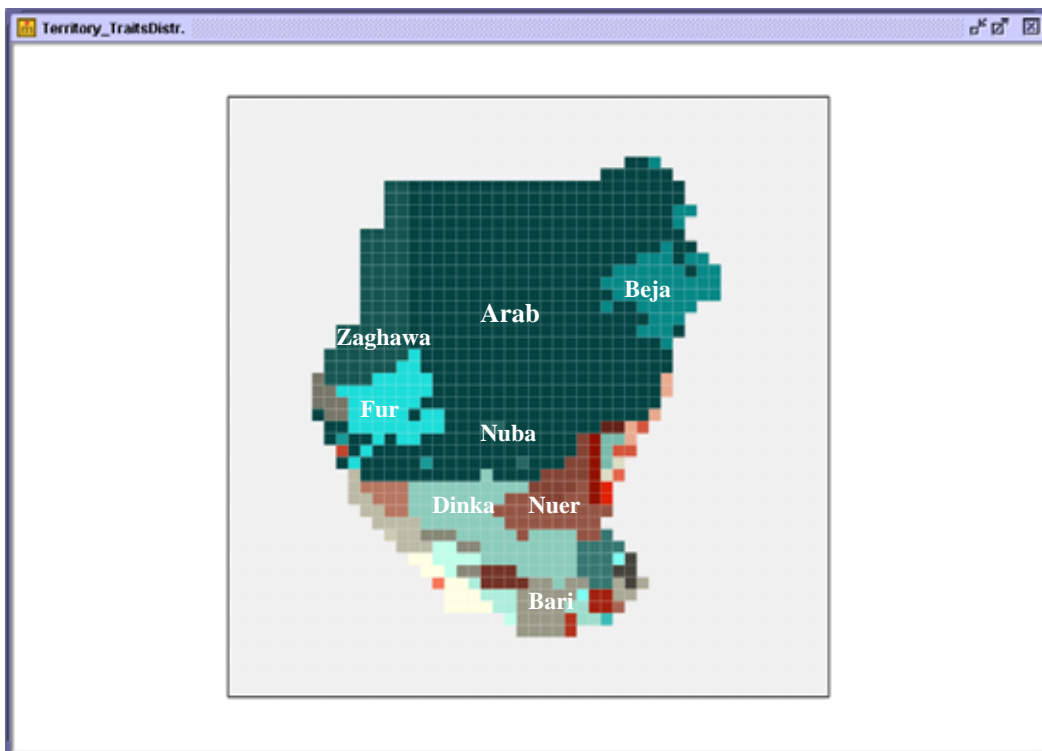 Territory_TraitsDistr.
Beja
Arab
Zaghawa
Fur
Nuba
Dinka Nuer
Bari